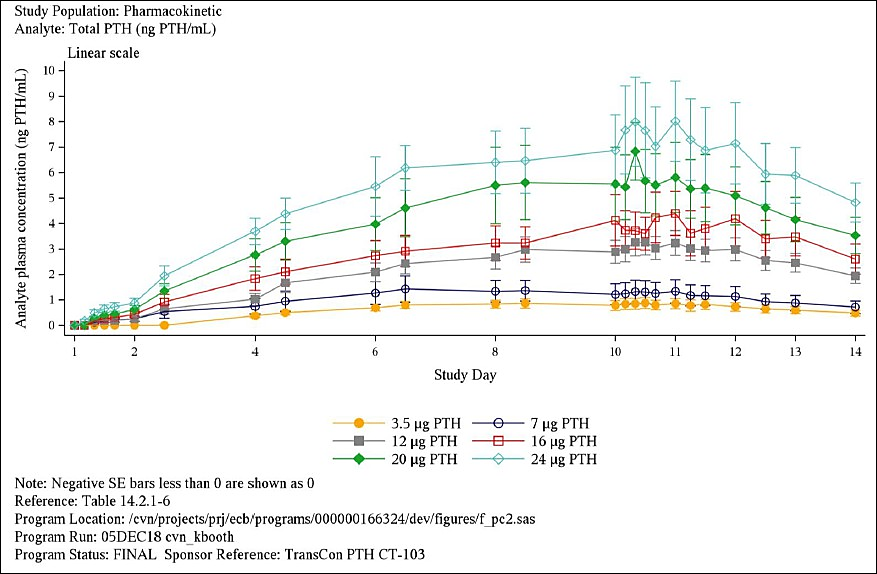 Study Population: Pharmacokinetic
Analyte: Total PTH (ng PTH/mL)
Linear scale
Analyte plasma concentration (ng PTH/mL)
10
9
8
7
6
5
4
3
2
1
0
1 2 4 6 8 10 11 12 13 14
Study Day
3.5 µg PTH 7 µg PTH
12 µg PTH 16 µg PTH
20 µg PTH 24 µg PTH
Note: Negative SE bars less than 0 are shown as 0
Reference: Table 14.2.1-6
Program Location: /cvn/projects/prj/ecb/programs/000000166324/dev/figures/f_pc2.sas
Program Run: 05DEC18 cvn_kbooth
Program Status: FINAL Sponsor Reference: TransCon PTH CT-103